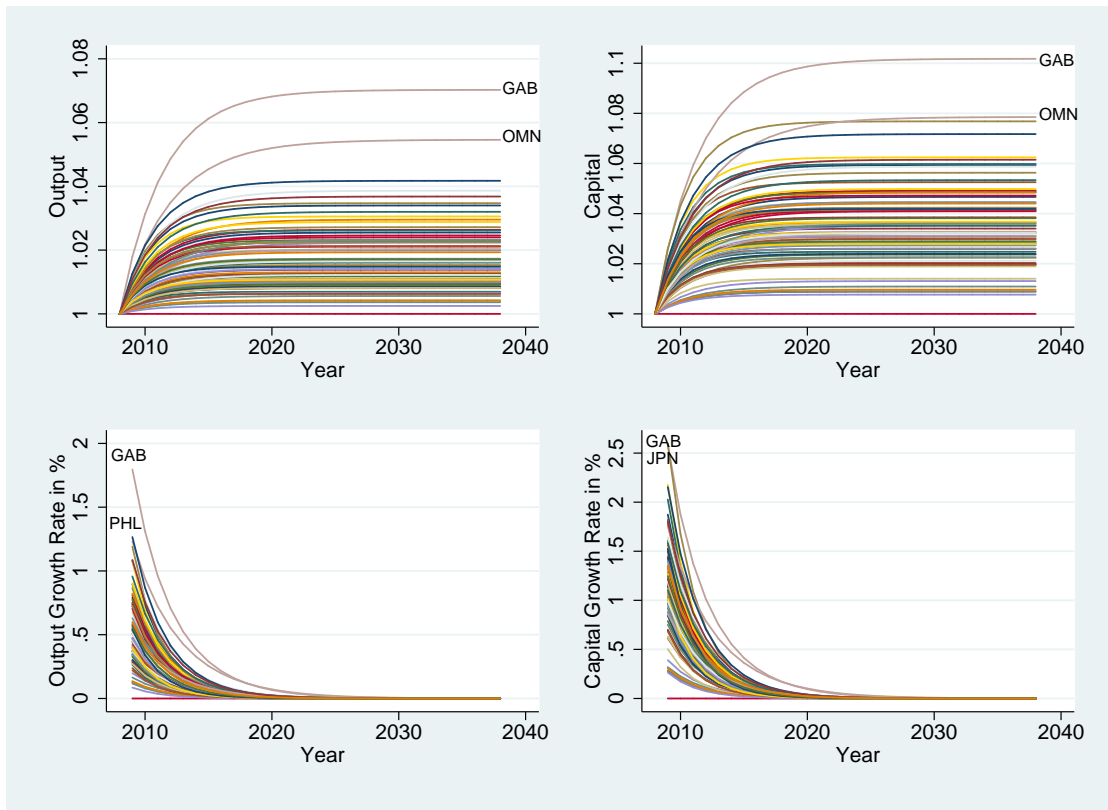 Output
1.08
1.06
1.04
1.02
1
GAB
OMN
2010 2020 2030 2040
Year
Capital
1.1
1.08
1.06
1.04
1.02
1
GAB
OMN
2010 2020 2030 2040
Year
Output Growth Rate in %
2
1.5
1
.5
0
GAB
PHL
2010 2020 2030 2040
Year
Capital Growth Rate in %
2.5
2
1.5
1
.5
0
GAB
JPN
2010 2020 2030 2040
Year